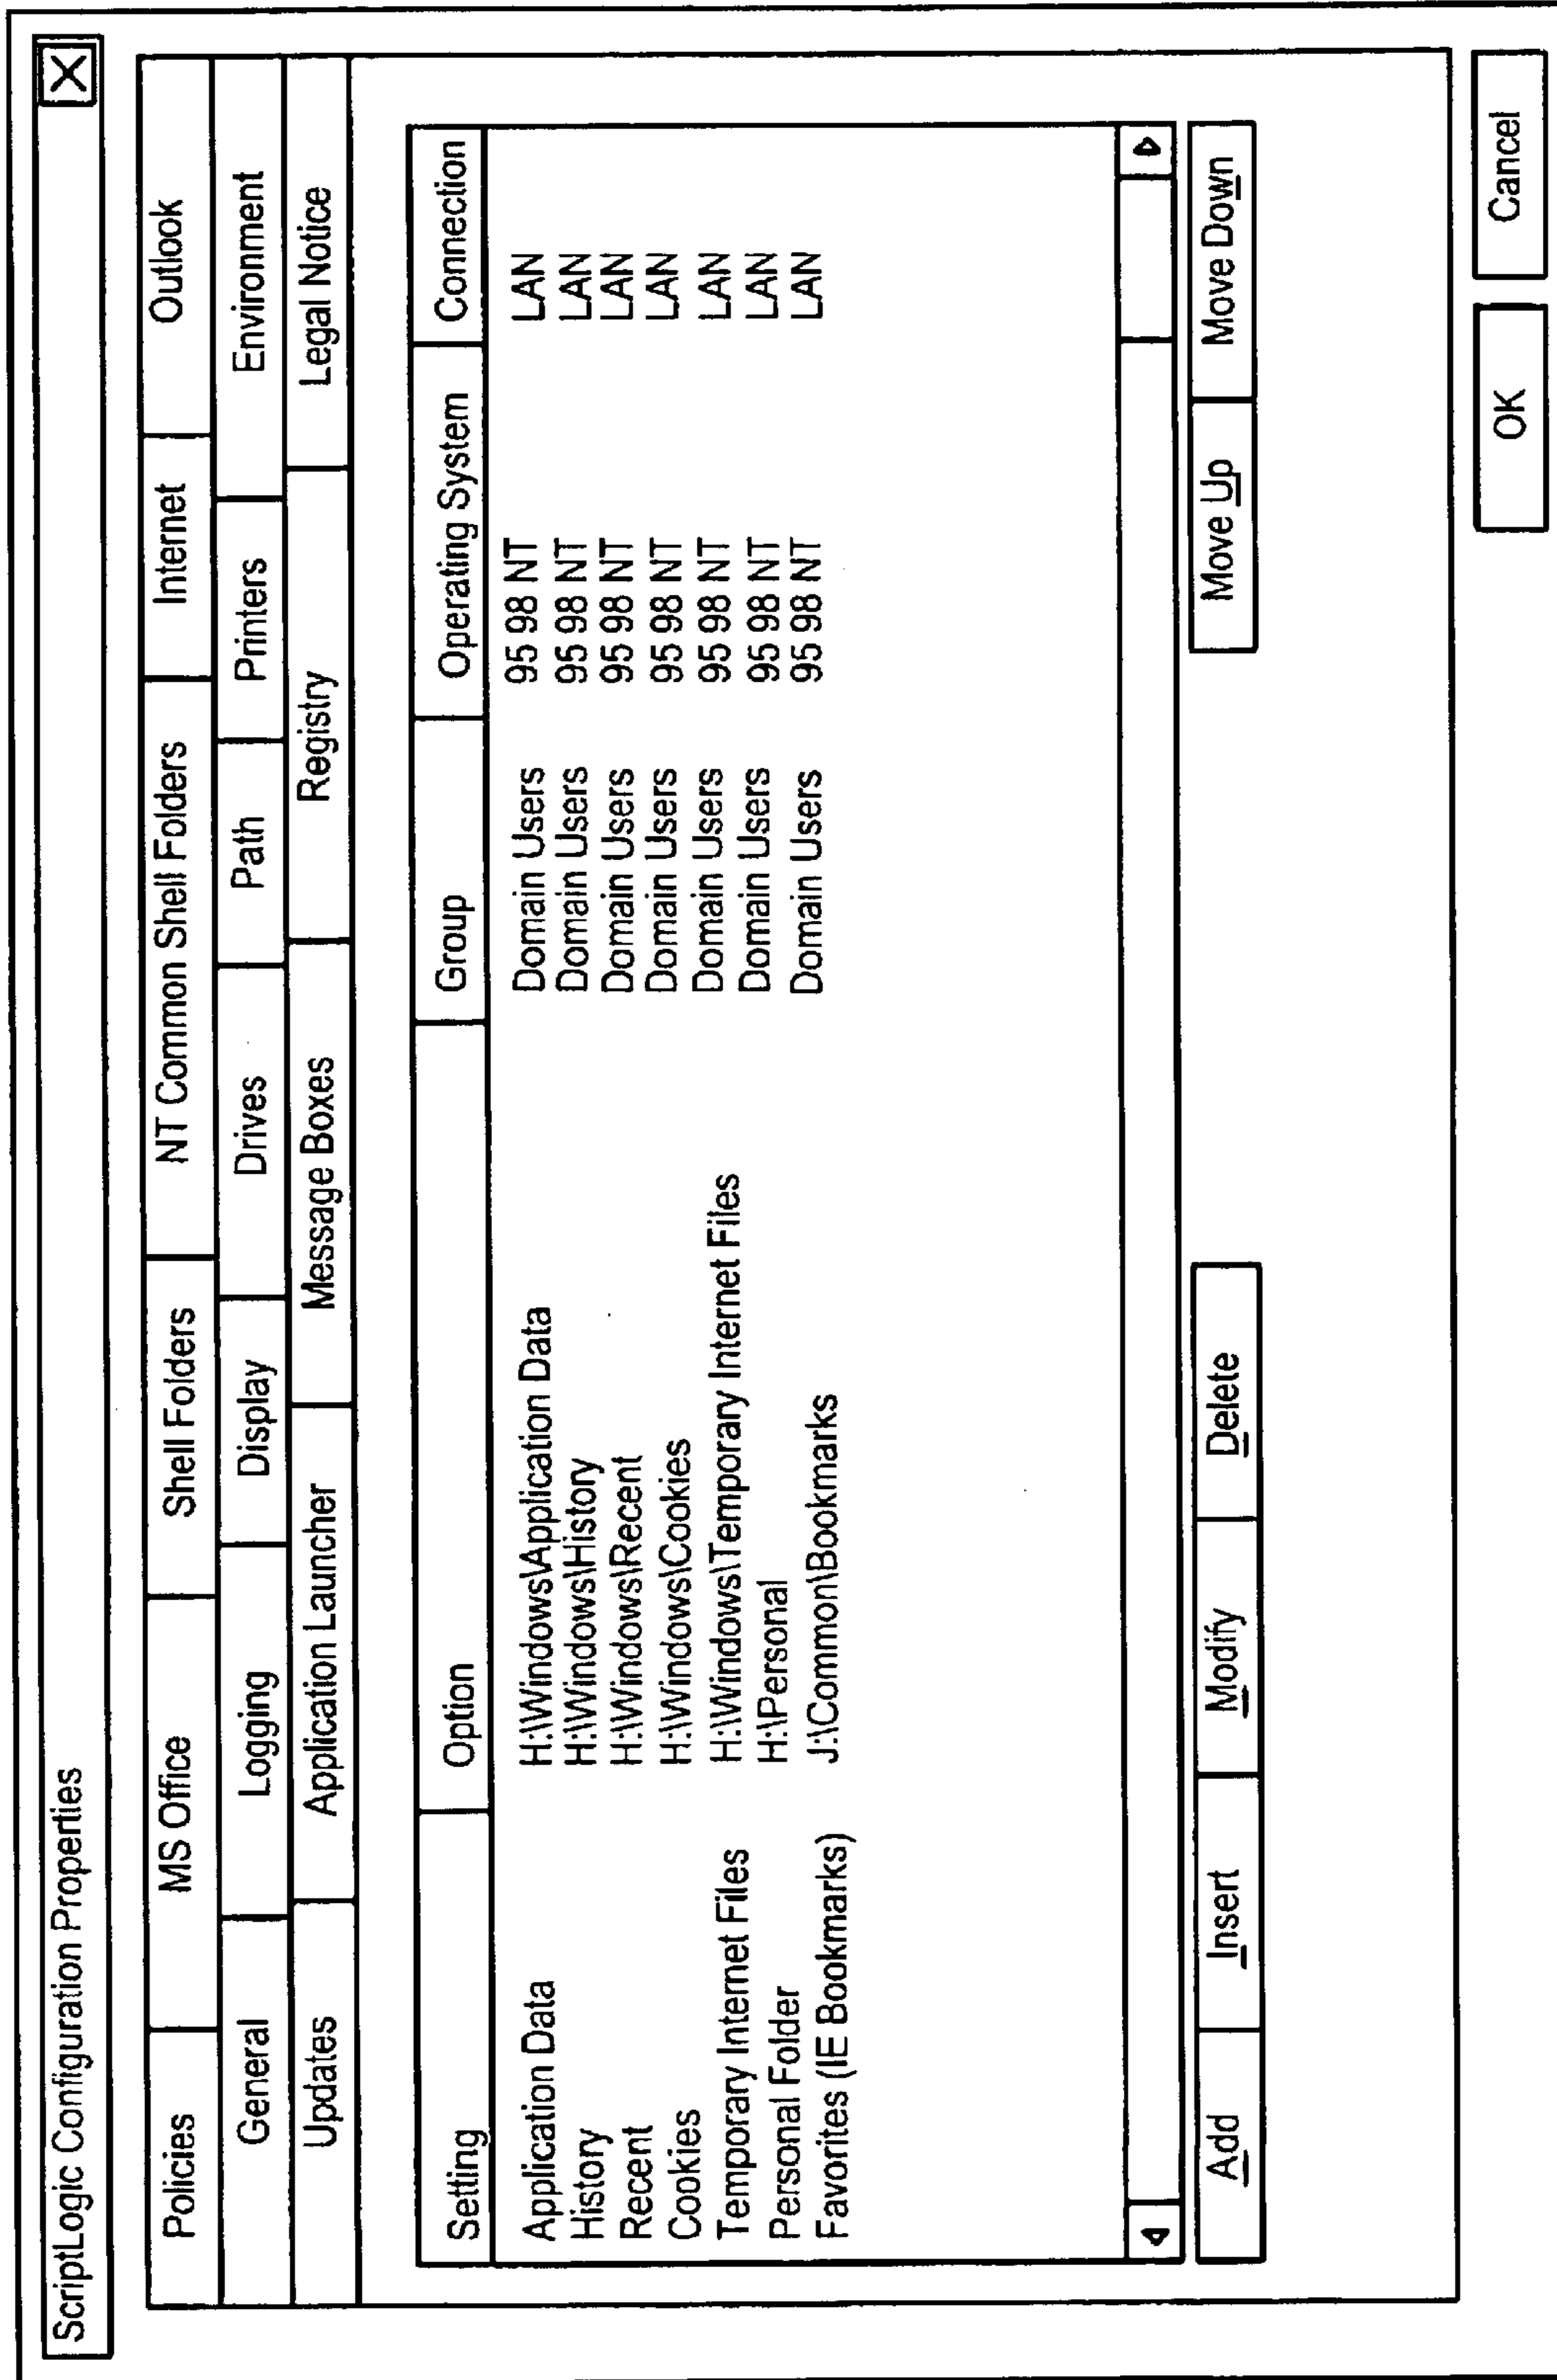 ScriptLogic Configuration Properties
Policies MS Office Shell Folders NT Common Shell Folders Internet Outlook
General Logging Display Drives Path Printers Environment
Updates Application Launcher Message Boxes Registry Legal Notice
Setting Option Group Operating System Connection
Application Data H:\Windows\Application Data Domain Users 95 98 NT LAN
History H:\Windows\History Domain Users 95 98 NT LAN
Recent H:\Windows\Recent Domain Users 95 98 NT LAN
Cookies H:\Windows\Cookies Domain Users 95 98 NT LAN
Temporary Internet Files H:\Windows\Temporary Internet Files Domain Users 95 98 NT LAN
Personal Folder H:\Personal Domain Users 95 98 NT LAN
Favorites (IE Bookmarks) J:\Common\Bookmarks Domain Users 95 98 NT LAN
Add Insert Modify Delete Move Up Move Down
OK Cancel